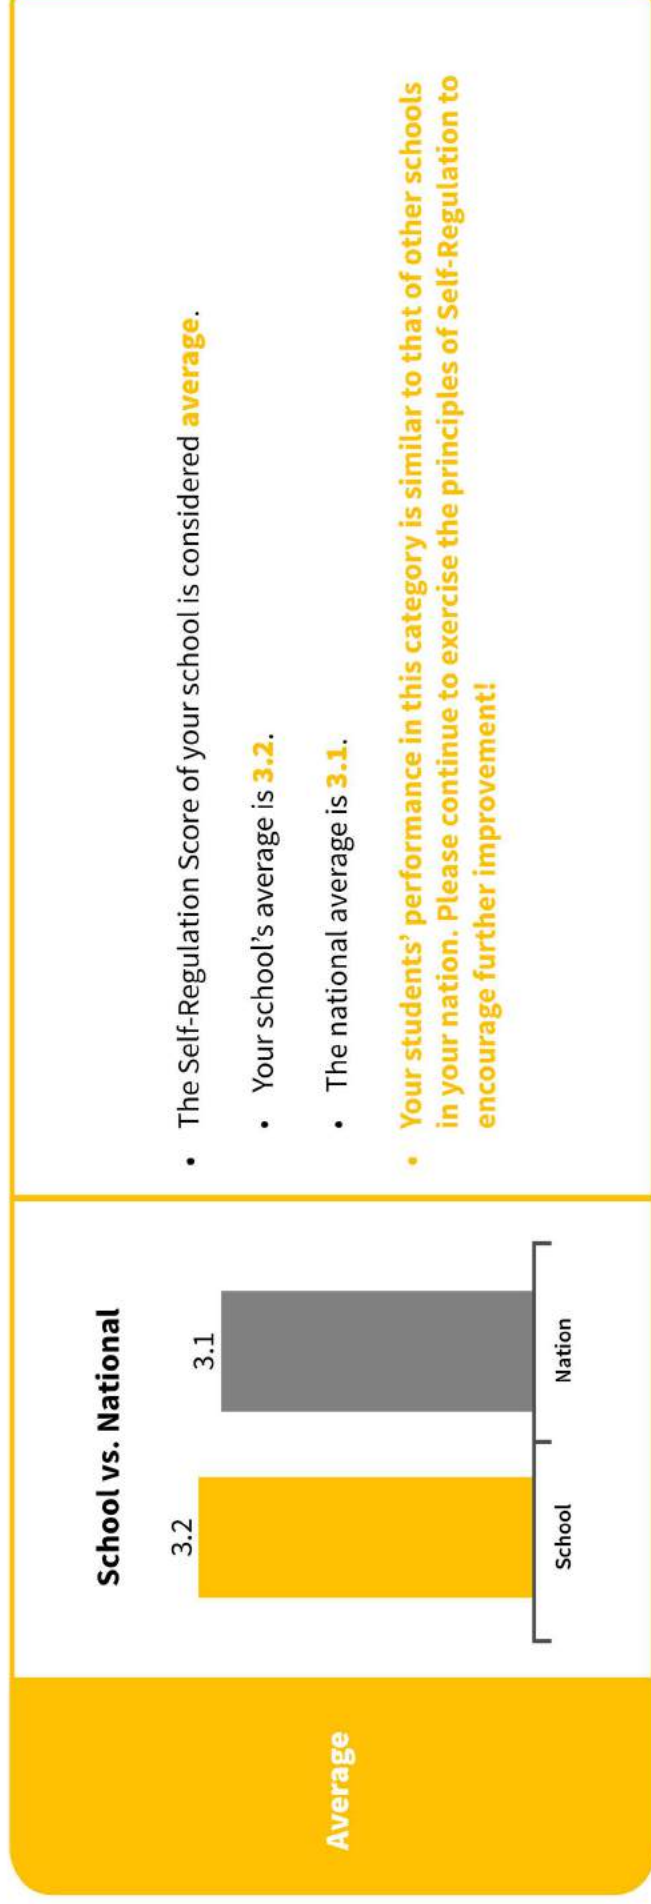 Average
School vs. National
3.2
3.1
School
Nation
• The Self-Regulation Score of your school is considered average.
• Your school’s average is 3.2.
• The national average is 3.1.
• Your students’ performance in this category is similar to that of other schools
in your nation. Please continue to exercise the principles of Self-Regulation to
encourage further improvement!